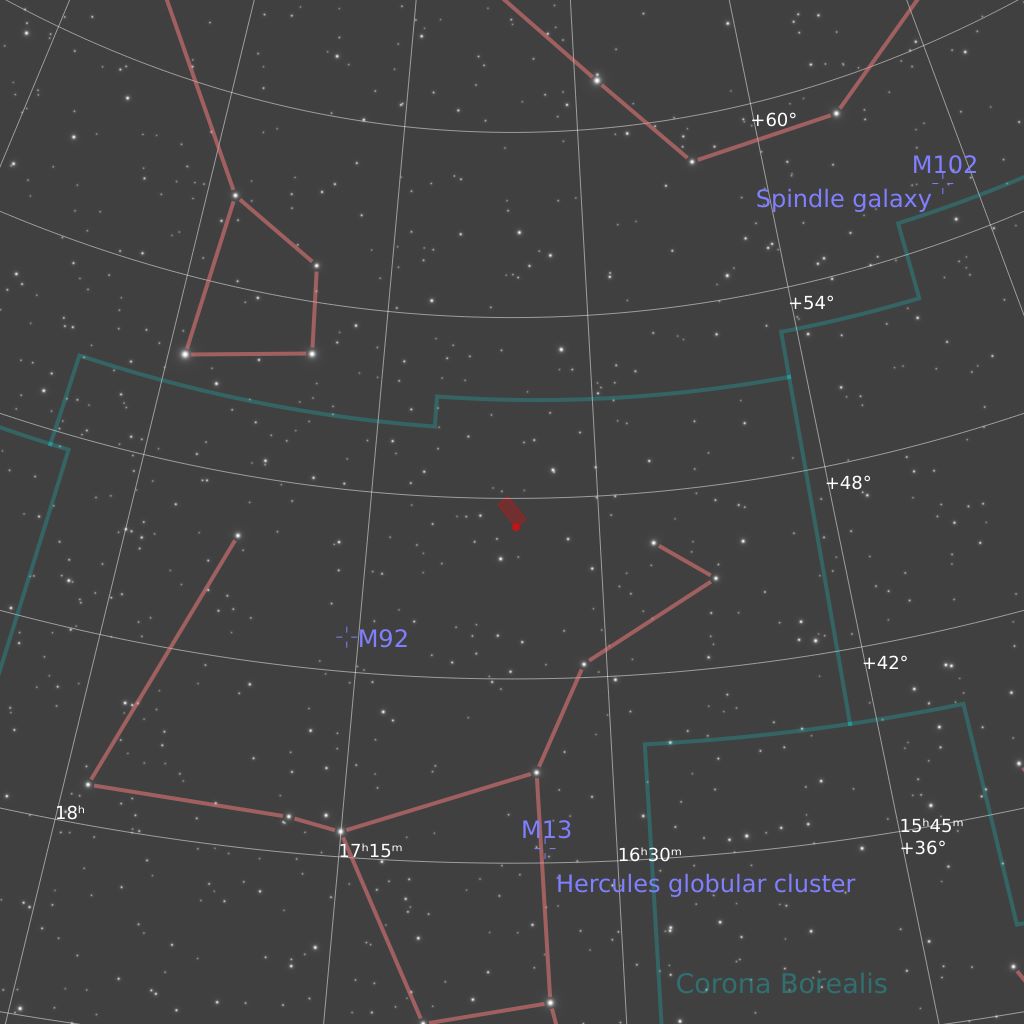 +60°
M102
Spindle galaxy
+54°
+48°
M92
+42°
18ʰ
M13
15ʰ45ᵐ
17ʰ15ᵐ
16ʰ30ᵐ
+36°
Hercules globular cluster
Corona Borealis